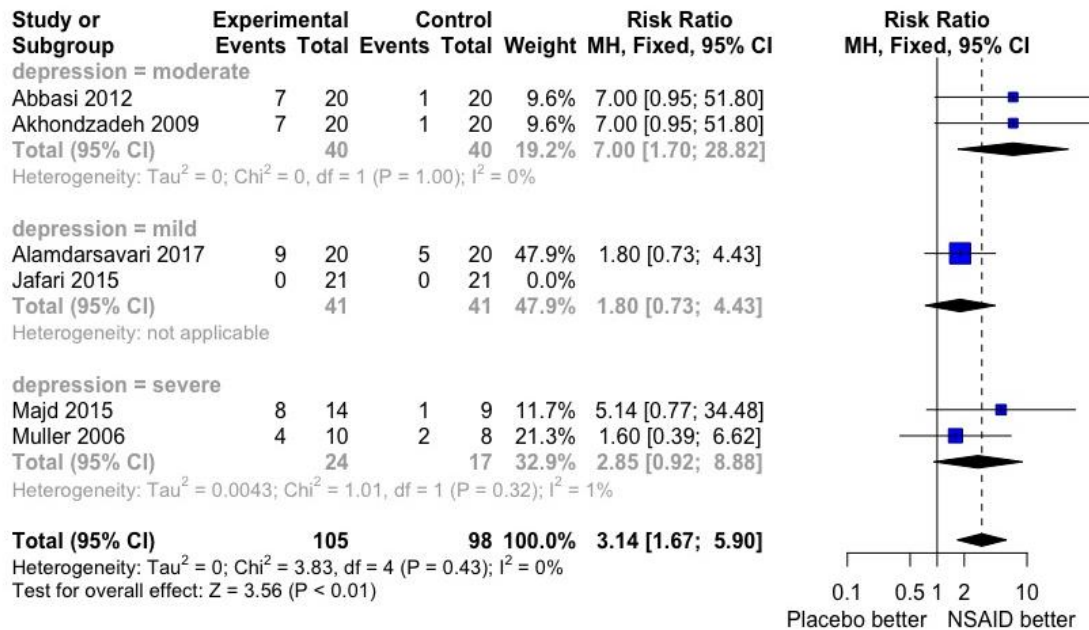 Study or Experimental Control Risk Ratio Risk Ratio
Subgroup Events Total Events Total Weight MH, Fixed, 95% CI MH, Fixed, 95% CI
depression = moderate
Abbasi 2012 7 20 1 20 9.6% 7.00 [0.95; 51.80]
Akhondzadeh 2009 7 20 1 20 9.6% 7.00 [0.95; 51.80]
Total (95% CI) 40 40 19.2% 7.00 [1.70; 28.82]
Heterogeneity: Tau² = 0; Chi² = 0, df = 1 (P = 1.00); I² = 0%
depression = mild
Alamdarsavari 2017 9 20 5 20 47.9% 1.80 [0.73; 4.43]
Jafari 2015 0 21 0 21 0.0%
Total (95% CI) 41 41 47.9% 1.80 [0.73; 4.43]
Heterogeneity: not applicable
depression = severe
Majd 2015 8 14 1 9 11.7% 5.14 [0.77; 34.48]
Muller 2006 4 10 2 8 21.3% 1.60 [0.39; 6.62]
Total (95% CI) 24 17 32.9% 2.85 [0.92; 8.88]
Heterogeneity: Tau² = 0.0043; Chi² = 1.01, df = 1 (P = 0.32); I² = 1%
Total (95% CI) 105 98 100.0% 3.14 [1.67; 5.90]
Heterogeneity: Tau² = 0; Chi² = 3.83, df = 4 (P = 0.43); I² = 0%
Test for overall effect: Z = 3.56 (P < 0.01)
0.1 0.5 1 2 10
Placebo better NSAID better